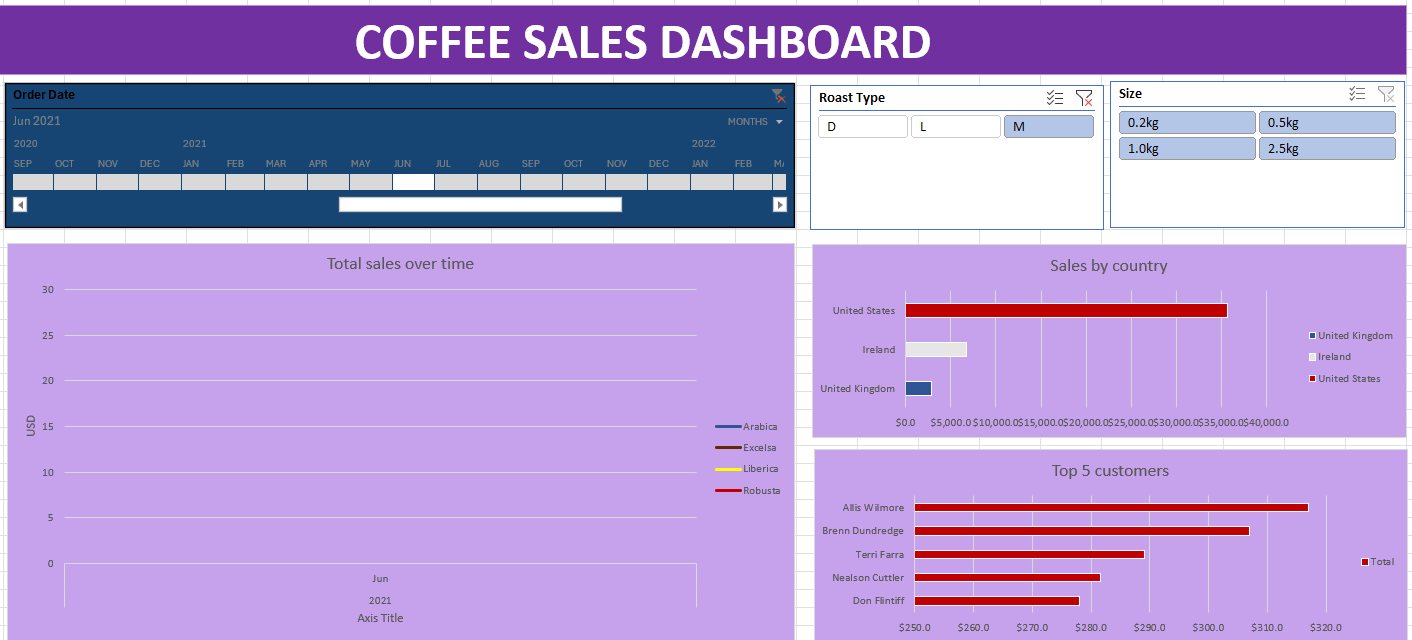 COFFEE SALES DASHBOARD
Order Date
Jun 2021
MONTHS
2020 2021 2022
SEP OCT NOV DEC JAN FEB MAR APR MAY JUN JUL AUG SEP OCT NOV DEC JAN FEB
Roast Type
D L M
Size
0.2kg 0.5kg
1.0kg 2.5kg
Total sales over time
30
25
20
15
10
5
0
USD
Jun
2021
Axis Title
Arabica
Excelsa
Liberica
Robusta
Sales by country
United States
Ireland
United Kingdom
$0.0 $5,000.0 $10,000.0 $15,000.0 $20,000.0 $25,000.0 $30,000.0 $35,000.0 $40,000.0
United Kingdom
Ireland
United States
Top 5 customers
Allis Wilmore
Brenn Dundredge
Terri Farra
Nealson Cuttler
Don Flintiff
$250.0 $260.0 $270.0 $280.0 $290.0 $300.0 $310.0 $320.0
Total